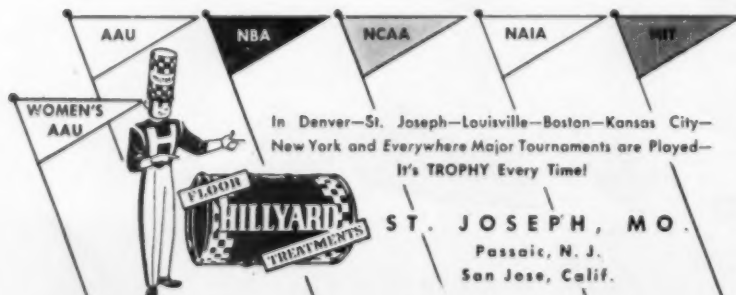 AAU
NBA
NCAA
NAIA
NIT
WOMEN'S
AAU
HILLYARD
H
In Denver—St. Joseph—Louisville—Boston—Kansas City—
New York and Everywhere Major Tournaments are Played—
It's TROPHY Every Time!
FLOOR
HILLYARD
TREATMENTS
ST. JOSEPH, MO.
Passaic, N. J.
San Jose, Calif.